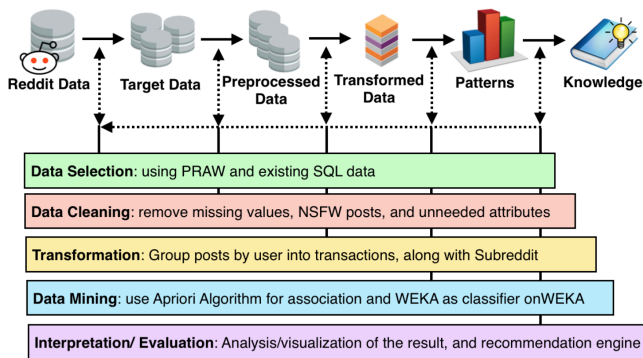 Reddit Data
Target Data
Preprocessed
Data
Transformed
Data
Patterns
Knowledge
Data Selection: using PRAW and existing SQL data
Data Cleaning: remove missing values, NSFW posts, and unneeded attributes
Transformation: Group posts by user into transactions, along with Subreddit
Data Mining: use Apriori Algorithm for association and WEKA as classifier onWEKA
Interpretation/ Evaluation: Analysis/visualization of the result, and recommendation engine